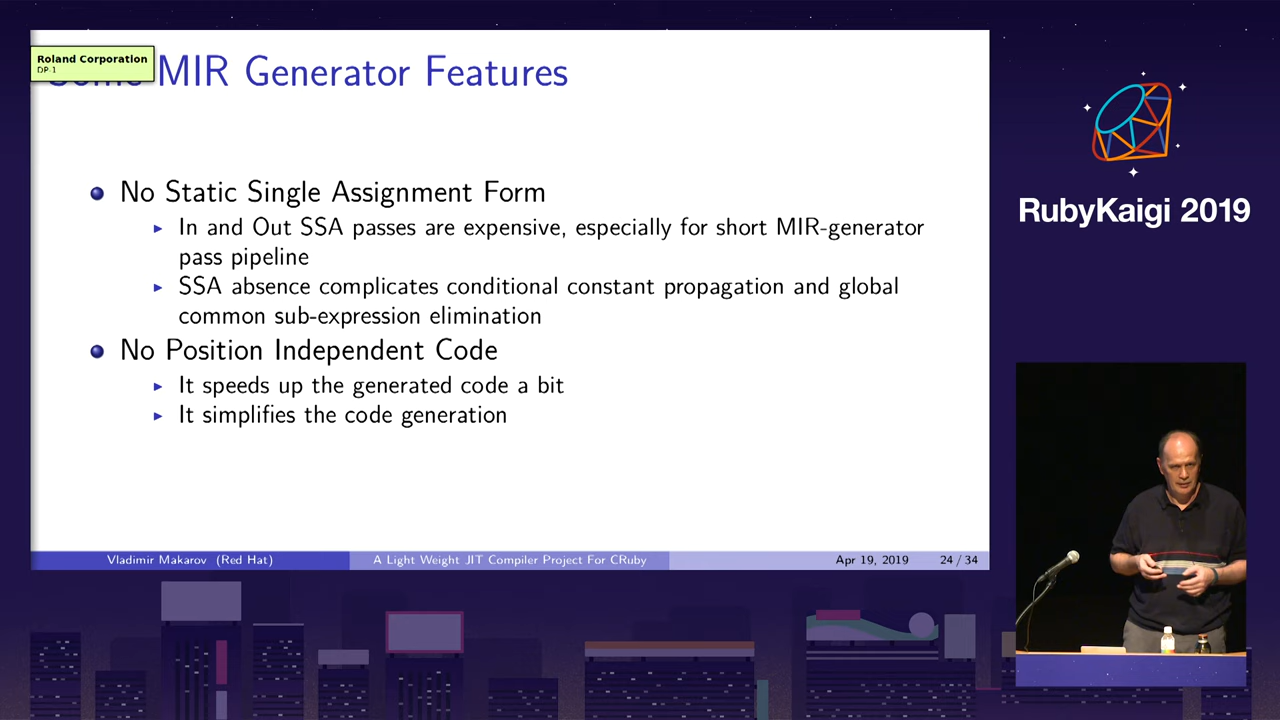 Roland Corporation
DP-1
Some MIR Generator Features
No Static Single Assignment Form
In and Out SSA passes are expensive, especially for short MIR-generator
pass pipeline
SSA absence complicates conditional constant propagation and global
common sub-expression elimination
No Position Independent Code
It speeds up the generated code a bit
It simplifies the code generation
Vladimir Makarov (Red Hat)
A Light Weight JIT Compiler Project For CRuby
Apr 19, 2019
24 / 34
RubyKaigi 2019